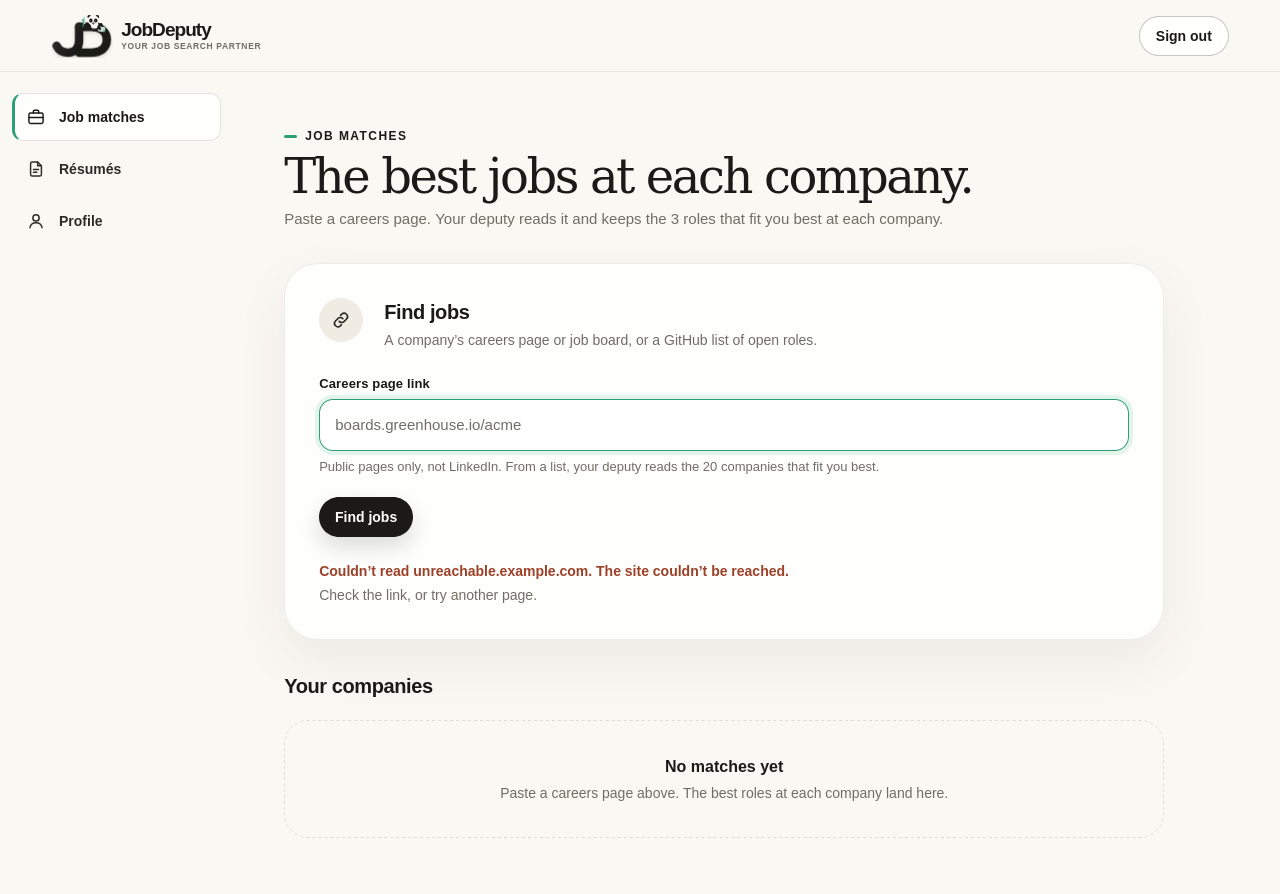 JobDeputy
YOUR JOB SEARCH PARTNER
Sign out
Job matches
Résumés
Profile
JOB MATCHES
The best jobs at each company.
Paste a careers page. Your deputy reads it and keeps the 3 roles that fit you best at each company.
Find jobs
A company’s careers page or job board, or a GitHub list of open roles.
Careers page link
boards.greenhouse.io/acme
Public pages only, not LinkedIn. From a list, your deputy reads the 20 companies that fit you best.
Find jobs
Couldn’t read unreachable.example.com. The site couldn’t be reached.
Check the link, or try another page.
Your companies
No matches yet
Paste a careers page above. The best roles at each company land here.